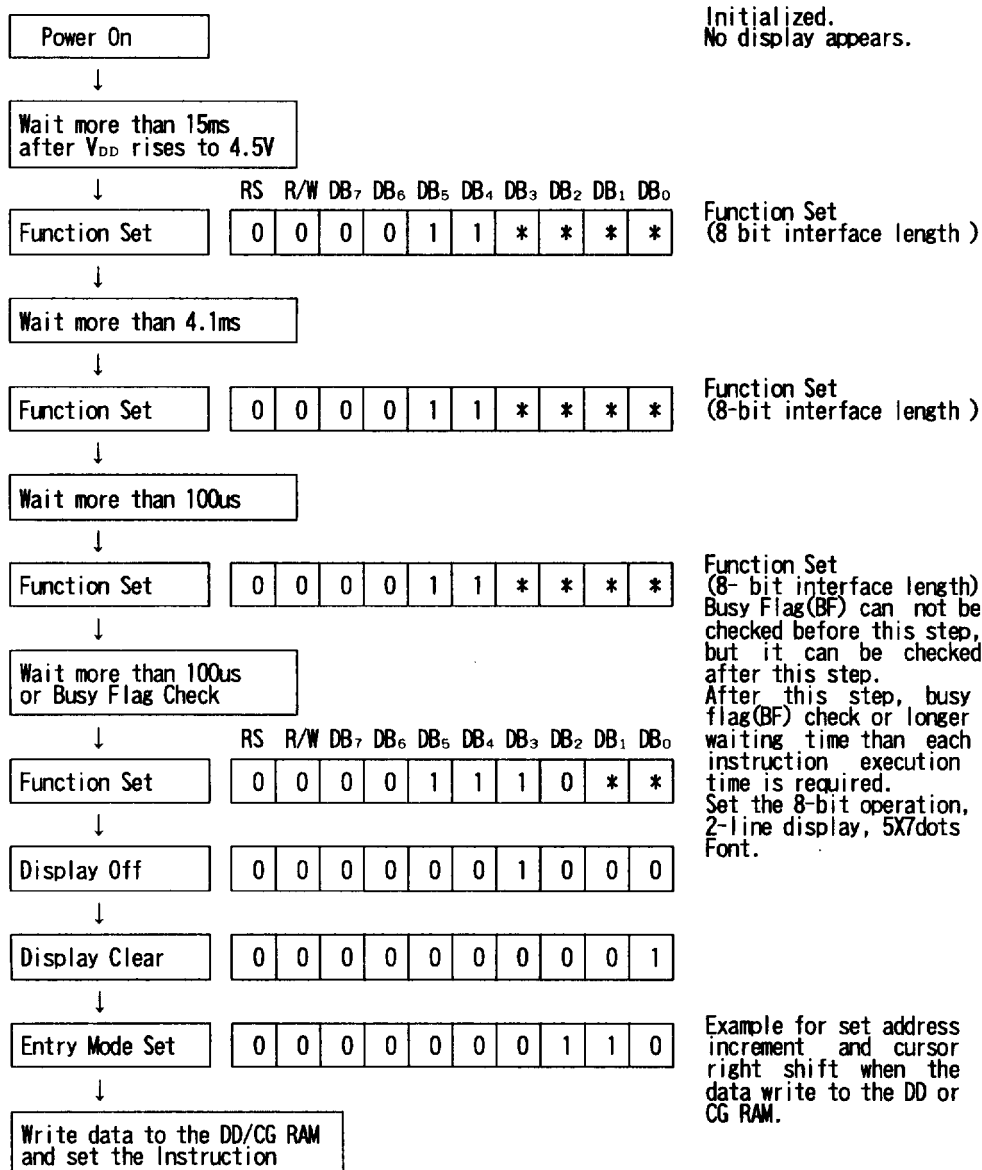 Power On
Initialized.
No display appears.
↓
Wait more than 15ms
after VDD rises to 4.5V
↓
RS R/W DB7 DB6 DB5 DB4 DB3 DB2 DB1 DB0
Function Set
0 0 0 0 1 1 * * * *
Function Set
(8 bit interface length )
↓
Wait more than 4.1ms
↓
Function Set
0 0 0 0 1 1 * * * *
Function Set
(8-bit interface length )
↓
Wait more than 100us
↓
Function Set
0 0 0 0 1 1 * * * *
Function Set
(8- bit interface length)
Busy Flag(BF) can not be
checked before this step,
but it can be checked
after this step.
After this step, busy
flag(BF) check or longer
waiting time than each
instruction execution
time is required.
Set the 8-bit operation,
2-line display, 5X7dots
Font.
↓
Wait more than 100us
or Busy Flag Check
↓
RS R/W DB7 DB6 DB5 DB4 DB3 DB2 DB1 DB0
Function Set
0 0 0 0 1 1 1 0 * *
↓
Display Off
0 0 0 0 0 0 1 0 0 0
↓
Display Clear
0 0 0 0 0 0 0 0 0 1
↓
Entry Mode Set
0 0 0 0 0 0 0 1 1 0
Example for set address
increment and cursor
right shift when the
data write to the DD or
CG RAM.
↓
Write data to the DD/CG RAM
and set the Instruction